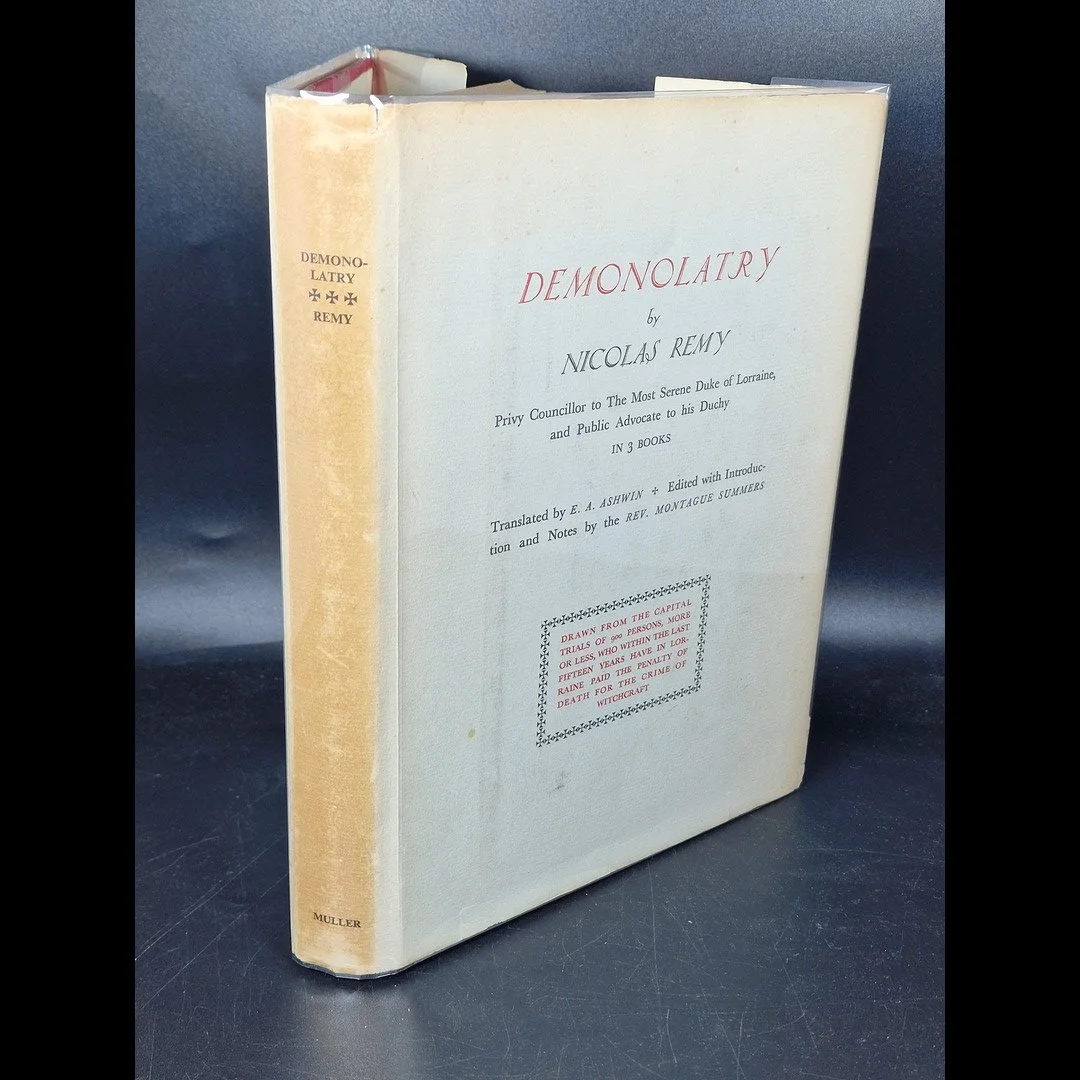 DEMONO-
LATRY
✠ ✠ ✠
REMY
MULLER
DEMONOLATRY
by
NICOLAS REMY
Privy Councillor to The Most Serene Duke of Lorraine,
and Public Advocate to his Duchy
IN 3 BOOKS
Translated by E. A. ASHWIN ✢ Edited with Introduc-
tion and Notes by the REV. MONTAGUE SUMMERS
DRAWN FROM THE CAPITAL
TRIALS OF 900 PERSONS, MORE
OR LESS, WHO WITHIN THE LAST
FIFTEEN YEARS HAVE IN LOR-
RAINE PAID THE PENALTY OF
DEATH FOR THE CRIME OF
WITCHCRAFT